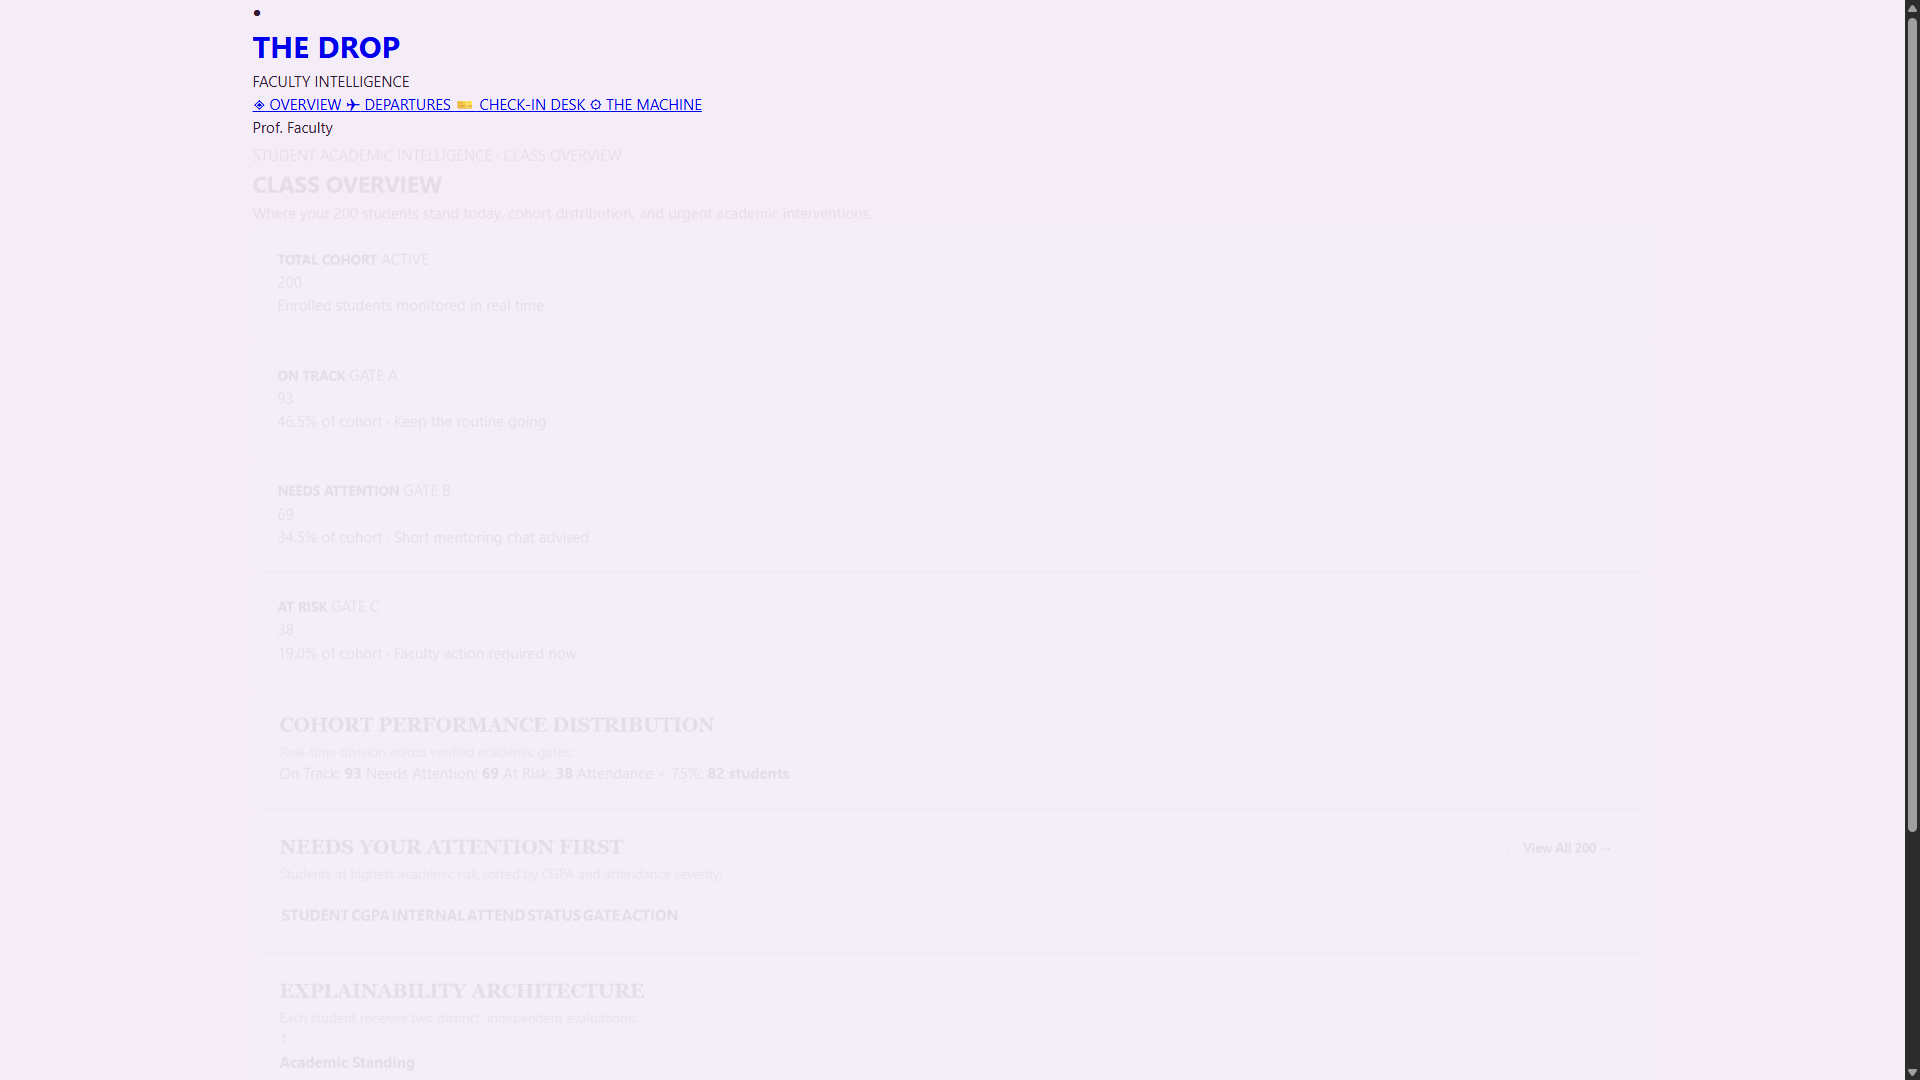 THE DROP
FACULTY INTELLIGENCE
◈ OVERVIEW ✈ DEPARTURES 🎫 CHECK-IN DESK ⚙ THE MACHINE
Prof. Faculty
STUDENT ACADEMIC INTELLIGENCE · CLASS OVERVIEW
CLASS OVERVIEW
Where your 200 students stand today, cohort distribution, and urgent academic interventions.
TOTAL COHORT ACTIVE
200
Enrolled students monitored in real time
ON TRACK GATE A
93
46.5% of cohort · Keep the routine going
NEEDS ATTENTION GATE B
69
34.5% of cohort · Short mentoring chat advised
AT RISK GATE C
38
19.0% of cohort · Faculty action required now
COHORT PERFORMANCE DISTRIBUTION
Real-time division across verified academic gates:
On Track: 93 Needs Attention: 69 At Risk: 38 Attendance < 75%: 82 students
NEEDS YOUR ATTENTION FIRST
View All 200 →
Students at highest academic risk sorted by CGPA and attendance severity:
STUDENT CGPA INTERNAL ATTEND STATUS GATE ACTION
EXPLAINABILITY ARCHITECTURE
Each student receives two distinct, independent evaluations:
1
Academic Standing